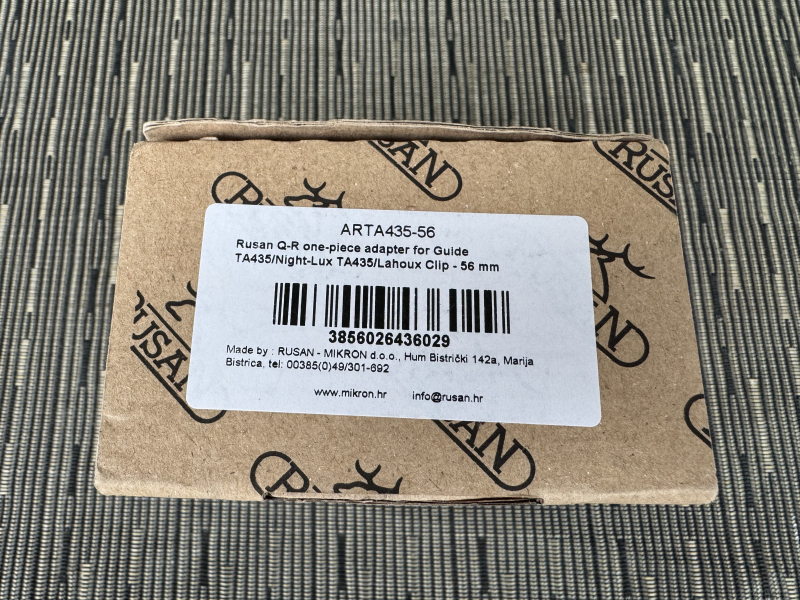 RUSAN
RUSAN
ARTA435-56
Rusan Q-R one-piece adapter for Guide
TA435/Night-Lux TA435/Lahoux Clip - 56 mm
3856026436029
Made by : RUSAN - MIKRON d.o.o., Hum Bistrički 142a, Marija
Bistrica, tel: 00385(0)49/301-692
www.mikron.hr info@rusan.hr
RUSAN